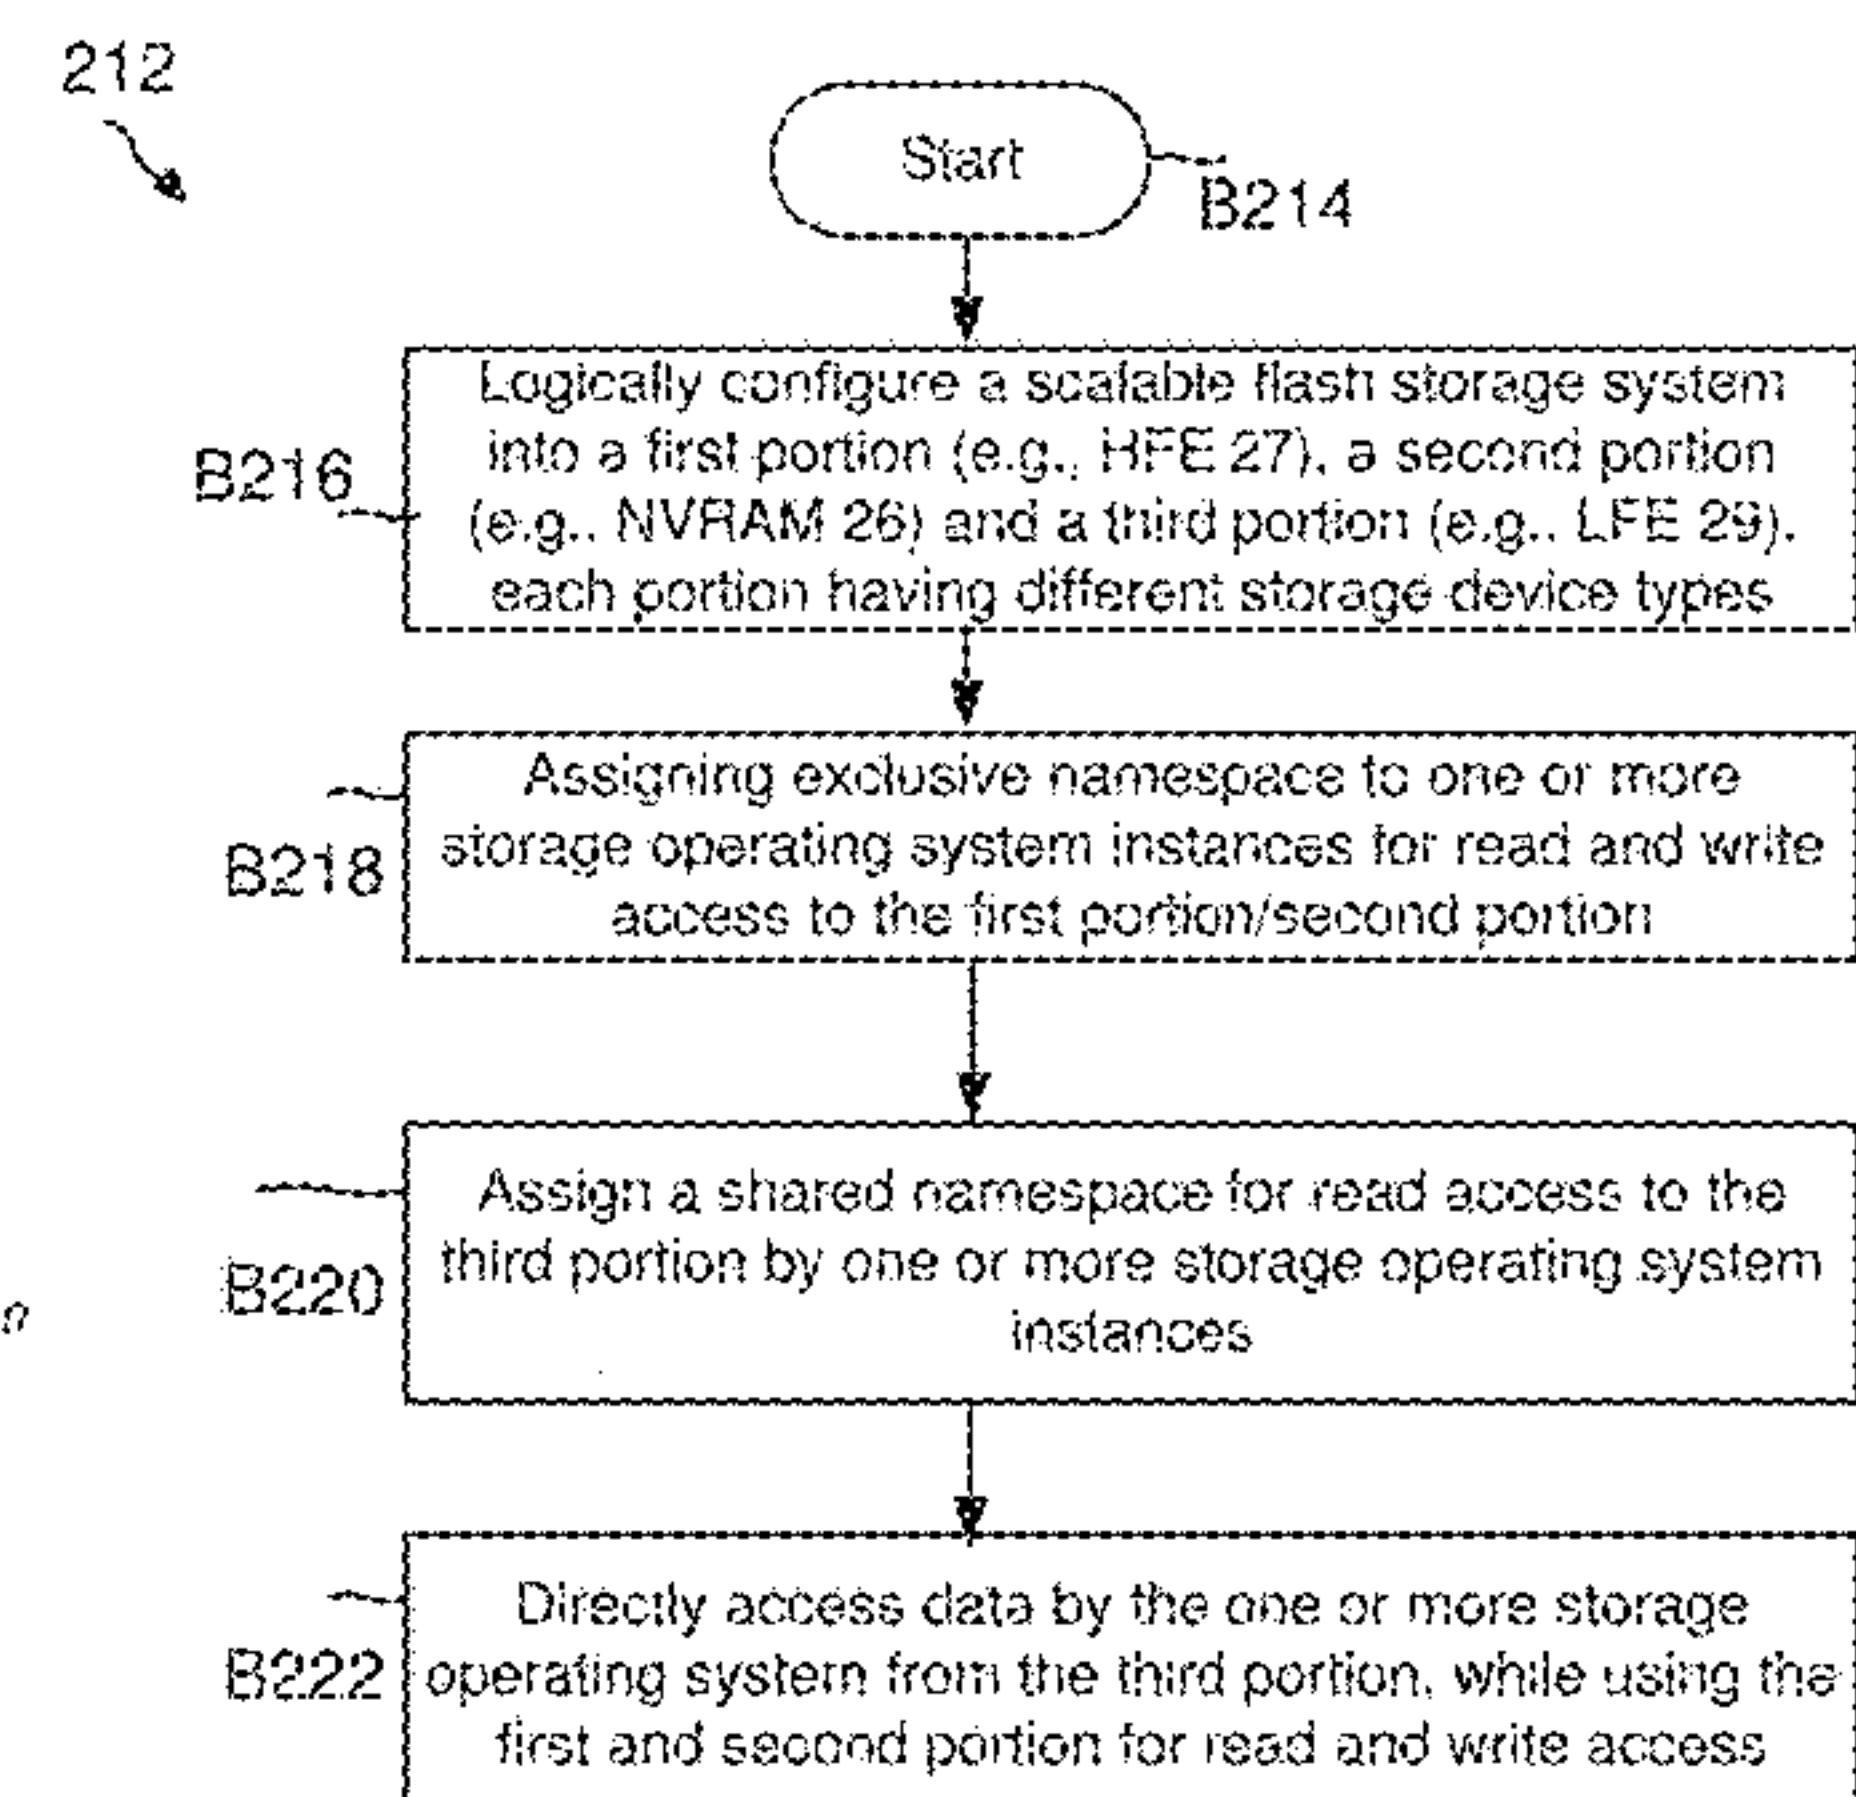 212
Start
B214
Logically configure a scalable flash storage system
into a first portion (e.g., HFE 27), a second portion
B216
(e.g., NVRAM 26) and a third portion (e.g., LFE 29),
each portion having different storage device types
Assigning exclusive namespace to one or more
storage operating system instances for read and write
B218
access to the first portion/second portion
Assign a shared namespace for read access to the
third portion by one or more storage operating system
B220
instances
Directly access data by the one or more storage
operating system from the third portion, while using the
B222
first and second portion for read and write access